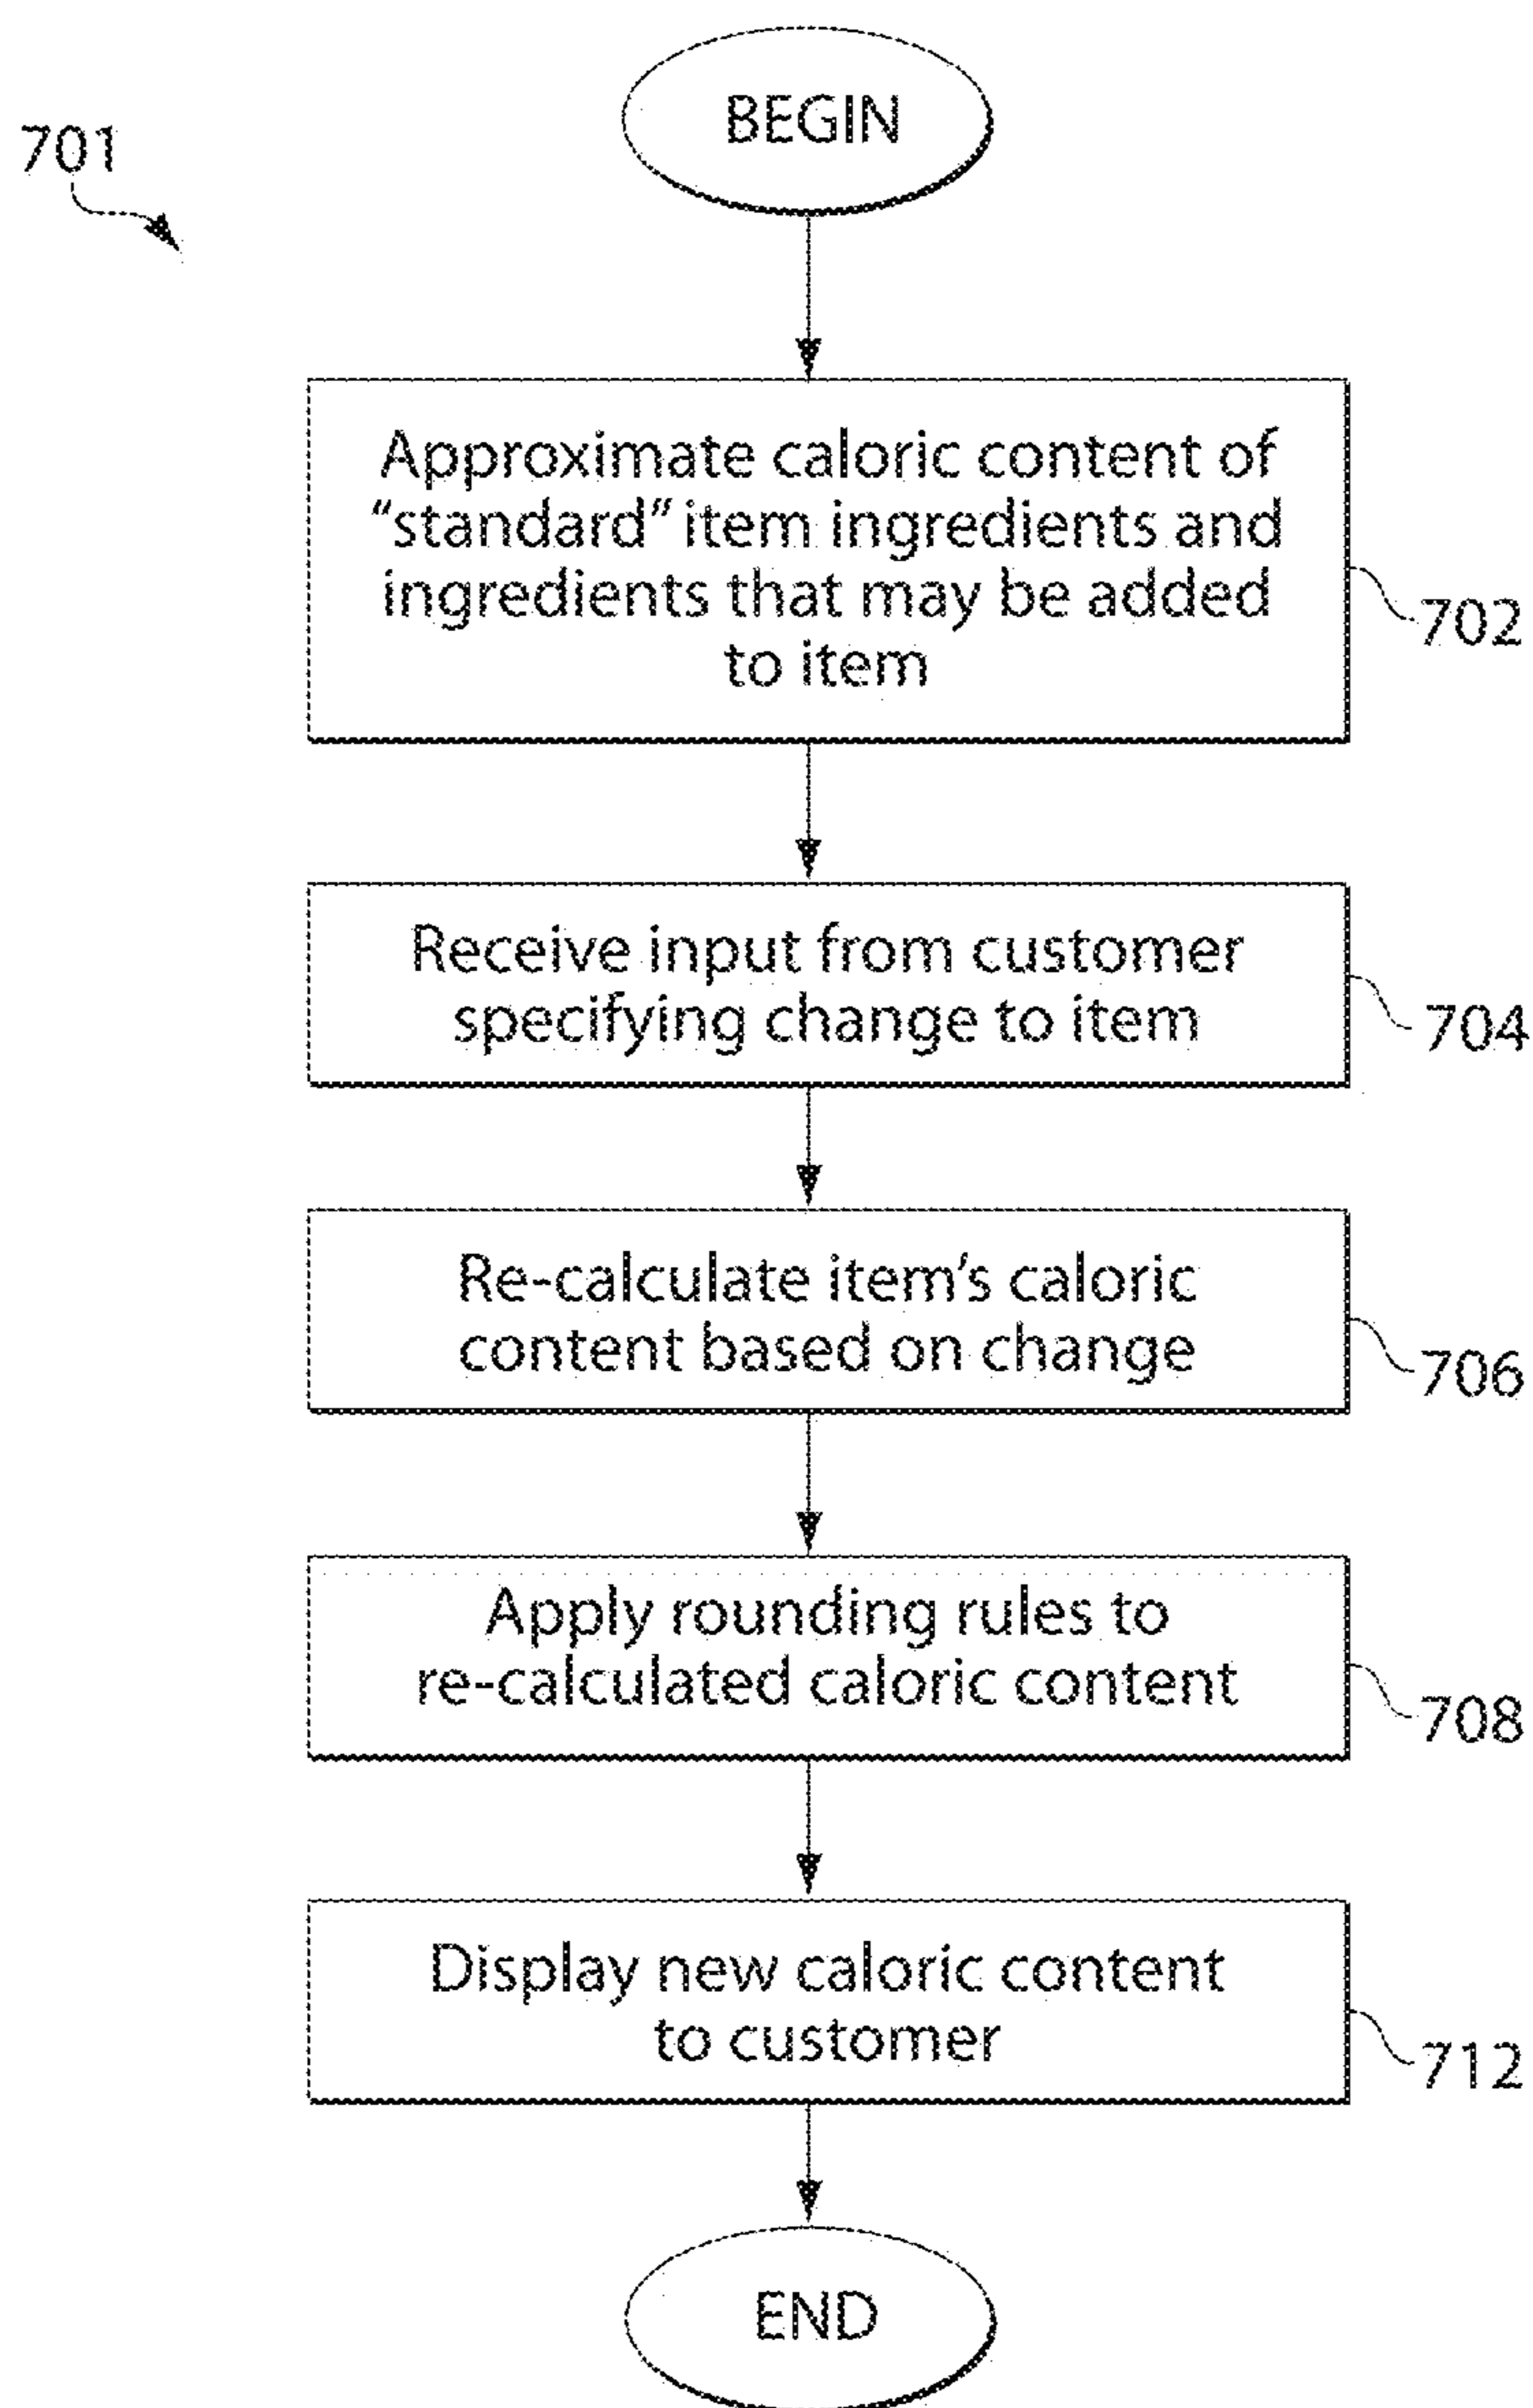 BEGIN
701
Approximate caloric content of
“standard” item ingredients and
ingredients that may be added
to item
702
Receive input from customer
specifying change to item
704
Re-calculate item’s caloric
content based on change
706
Apply rounding rules to
re-calculated caloric content
708
Display new caloric content
to customer
712
END